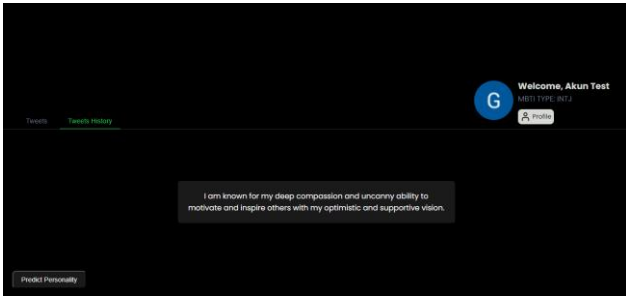 Welcome, Akun Test
MBTI TYPE: INTJ
G
Profile
Tweets
Tweets History
I am known for my deep compassion and uncanny ability to
motivate and inspire others with my optimistic and supportive vision.
Predict Personality